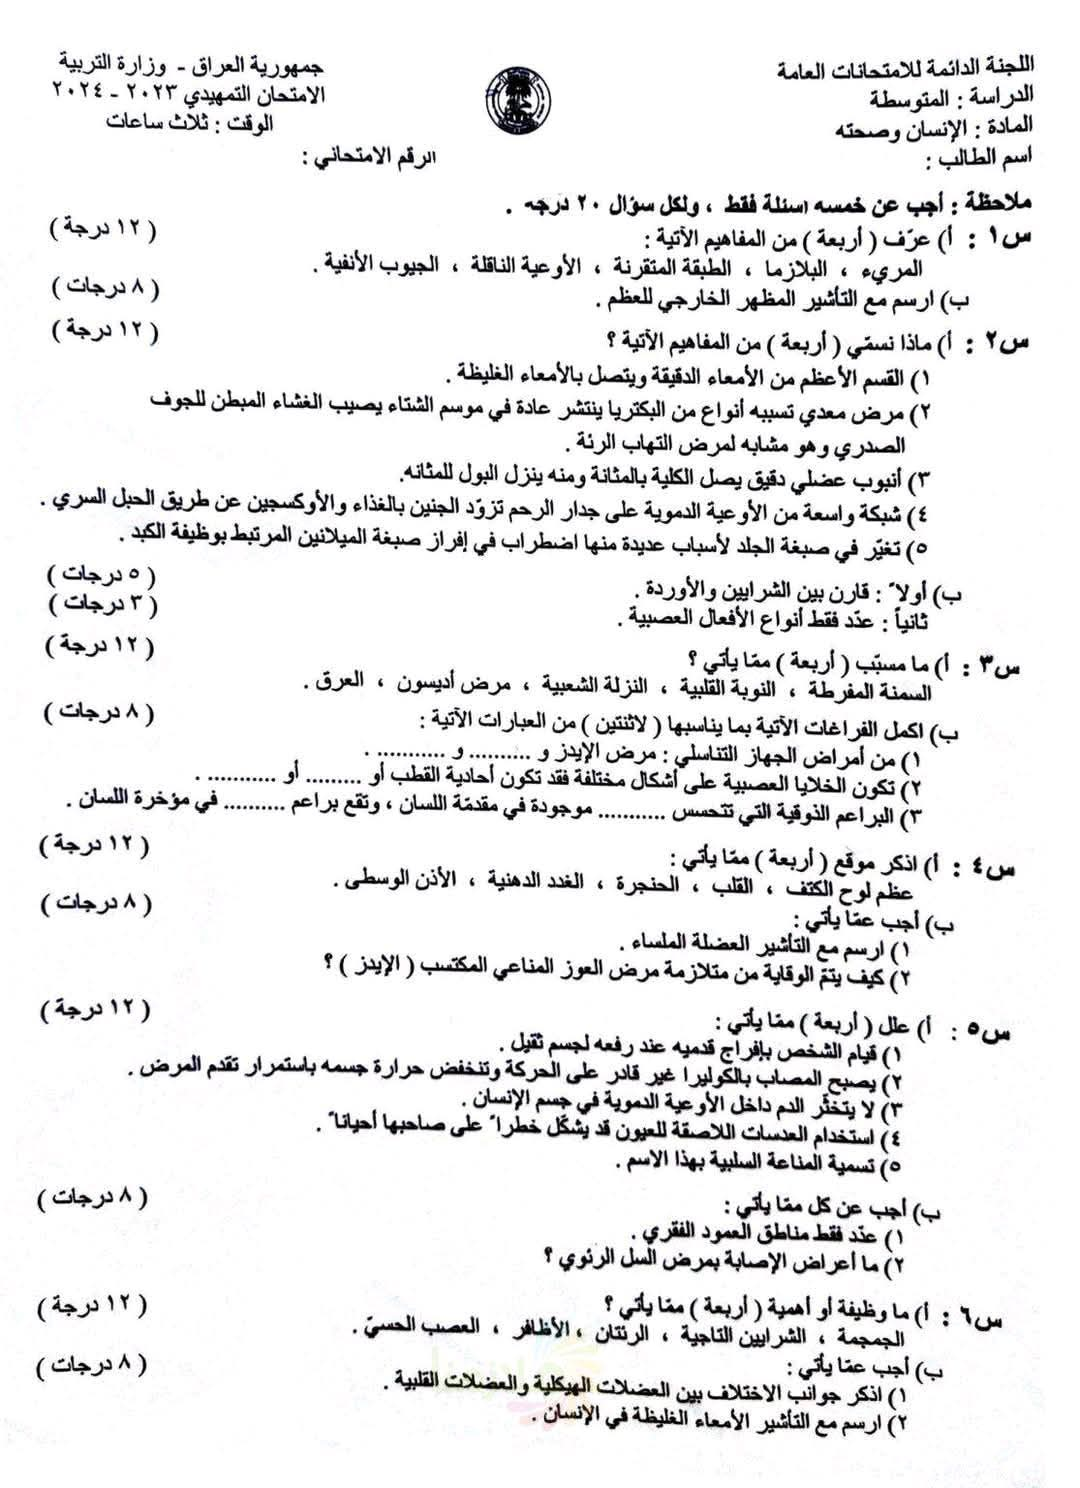 اللجنة الدائمة للامتحانات العامة
الدراسة : المتوسطة
المادة : الإنسان وصحته
اسم الطالب :
جمهورية العراق - وزارة التربية
الامتحان التمهيدي ٢٠٢٣ - ٢٠٢٤
الوقت : ثلاث ساعات
الرقم الامتحاني :
ملاحظة : أجب عن خمسه اسئلة فقط ، ولكل سؤال ٢٠ درجه .
س١ : أ) عرّف ( أربعة ) من المفاهيم الآتية : ( ١٢ درجة )
المريء ، البلازما ، الطبقة المتقرنة ، الأوعية الناقلة ، الجيوب الأنفية .
ب) ارسم مع التأشير المظهر الخارجي للعظم . ( ٨ درجات )
س٢ : أ) ماذا نسمّي ( أربعة ) من المفاهيم الآتية ؟ ( ١٢ درجة )
١) القسم الأعظم من الأمعاء الدقيقة ويتصل بالأمعاء الغليظة .
٢) مرض معدي تسببه أنواع من البكتريا ينتشر عادة في موسم الشتاء يصيب الغشاء المبطن للجوف
الصدري وهو مشابه لمرض التهاب الرئة .
٣) أنبوب عضلي دقيق يصل الكلية بالمثانة ومنه ينزل البول للمثانه.
٤) شبكة واسعة من الأوعية الدموية على جدار الرحم تزوّد الجنين بالغذاء والأوكسجين عن طريق الحبل السري .
٥) تغيّر في صبغة الجلد لأسباب عديدة منها اضطراب في إفراز صبغة الميلانين المرتبط بوظيفة الكبد .
ب) أولاً : قارن بين الشرايين والأوردة . ( ٥ درجات )
ثانياً : عدّد فقط أنواع الأفعال العصبية . ( ٣ درجات )
س٣ : أ) ما مسبّب ( أربعة ) ممّا يأتي ؟ ( ١٢ درجة )
السمنة المفرطة ، النوبة القلبية ، النزلة الشعبية ، مرض أديسون ، العرق .
ب) اكمل الفراغات الآتية بما يناسبها ( لاثنتين ) من العبارات الآتية : ( ٨ درجات )
١) من أمراض الجهاز التناسلي : مرض الإيدز و .......... و ........... .
٢) تكون الخلايا العصبية على أشكال مختلفة فقد تكون أحادية القطب أو ......... أو ........... .
٣) البراعم الذوقية التي تتحسس ........... موجودة في مقدمّة اللسان ، وتقع براعم .......... في مؤخرة اللسان .
س٤ : أ) اذكر موقع ( أربعة ) ممّا يأتي : ( ١٢ درجة )
عظم لوح الكتف ، القلب ، الحنجرة ، الغدد الدهنية ، الأذن الوسطى .
ب) أجب عمّا يأتي : ( ٨ درجات )
١) ارسم مع التأشير العضلة الملساء .
٢) كيف يتمّ الوقاية من متلازمة مرض العوز المناعي المكتسب ( الإيدز ) ؟
س٥ : أ) علل ( أربعة ) ممّا يأتي : ( ١٢ درجة )
١) قيام الشخص بإفراج قدميه عند رفعه لجسم ثقيل .
٢) يصبح المصاب بالكوليرا غير قادر على الحركة وتنخفض حرارة جسمه باستمرار تقدم المرض .
٣) لا يتخثّر الدم داخل الأوعية الدموية في جسم الإنسان .
٤) استخدام العدسات اللاصقة للعيون قد يشكّل خطراً على صاحبها أحياناً .
٥) تسمية المناعة السلبية بهذا الاسم .
ب) أجب عن كل ممّا يأتي : ( ٨ درجات )
١) عدّد فقط مناطق العمود الفقري .
٢) ما أعراض الإصابة بمرض السل الرئوي ؟
س٦ : أ) ما وظيفة أو أهمية ( أربعة ) ممّا يأتي ؟ ( ١٢ درجة )
الجمجمة ، الشرايين التاجية ، الرئتان ، الأظافر ، العصب الحسيّ .
ب) أجب عمّا يأتي : ( ٨ درجات )
١) اذكر جوانب الاختلاف بين العضلات الهيكلية والعضلات القلبية .
٢) ارسم مع التأشير الأمعاء الغليظة في الإنسان .